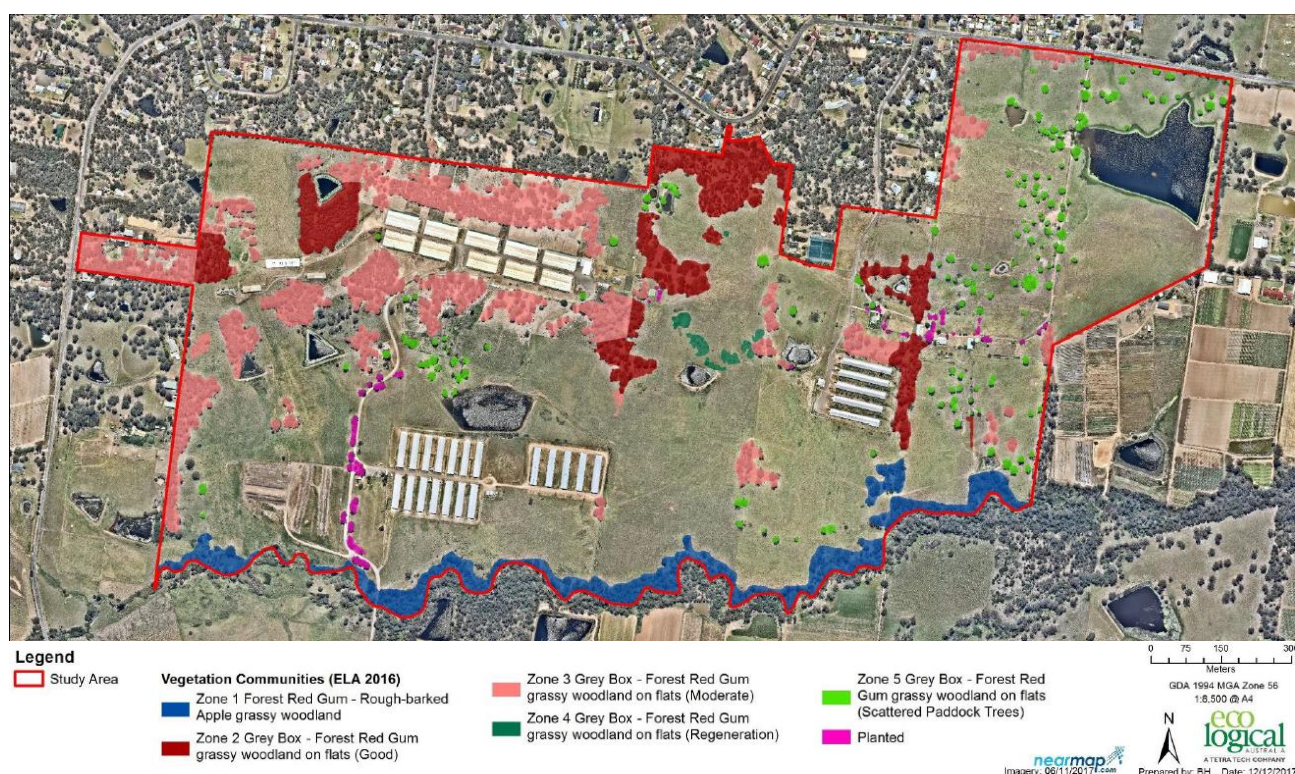 Legend
Study Area
Vegetation Communities (ELA 2016)
Zone 1 Forest Red Gum - Rough-barked
Apple grassy woodland
Zone 2 Grey Box - Forest Red Gum
grassy woodland on flats (Good)
Zone 3 Grey Box - Forest Red Gum
grassy woodland on flats (Moderate)
Zone 4 Grey Box - Forest Red Gum
grassy woodland on flats (Regeneration)
Zone 5 Grey Box - Forest Red
Gum grassy woodland on flats
(Scattered Paddock Trees)
Planted
0 75 150 300
Meters
GDA 1994 MGA Zone 56
1:8,500 @ A4
N
eco
logical
AUSTRALIA
A TETRA TECH COMPANY
nearmap
.com
Imagery: 06/11/2017
Prepared by: BH Date: 12/12/2017